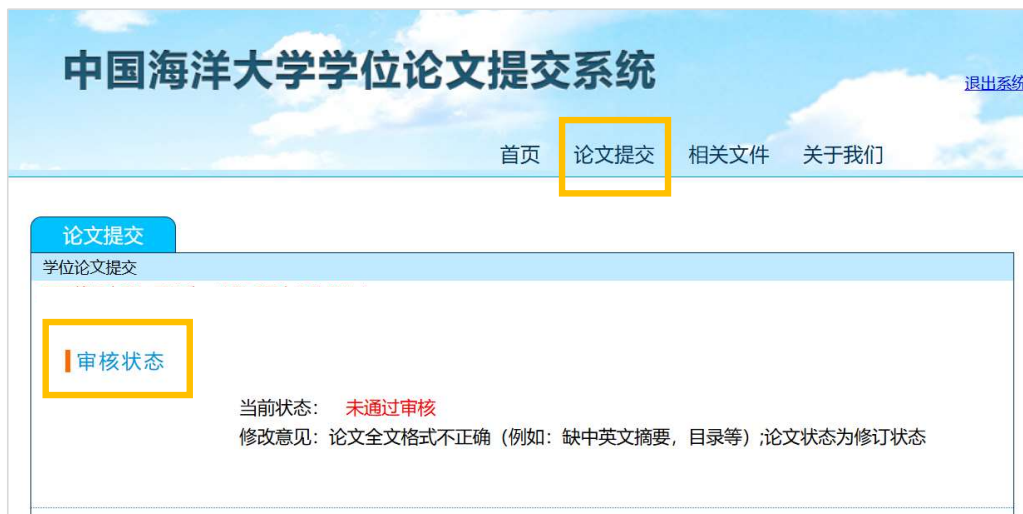 中国海洋大学学位论文提交系统
退出系统
首页 论文提交 相关文件 关于我们
论文提交
学位论文提交
审核状态
当前状态： 未通过审核
修改意见：论文全文格式不正确（例如：缺中英文摘要，目录等）;论文状态为修订状态